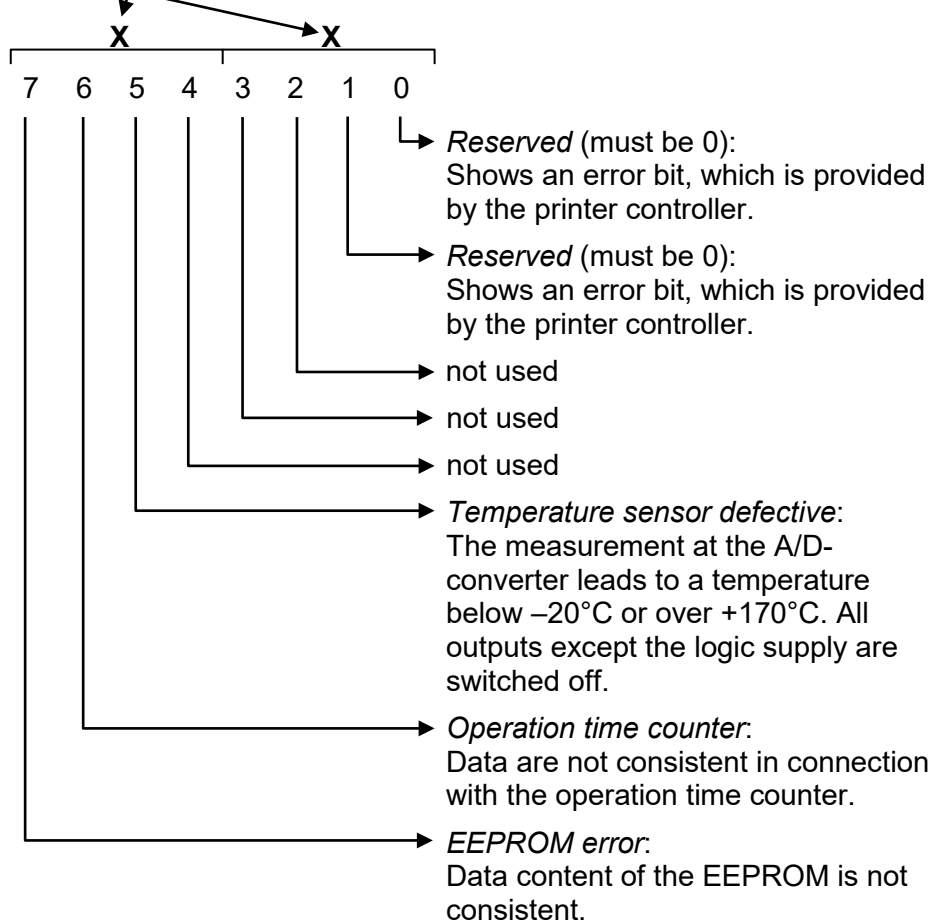 X X
7 6 5 4 3 2 1 0
Reserved (must be 0):
Shows an error bit, which is provided
by the printer controller.
Reserved (must be 0):
Shows an error bit, which is provided
by the printer controller.
not used
not used
not used
Temperature sensor defective:
The measurement at the A/D-
converter leads to a temperature
below –20°C or over +170°C. All
outputs except the logic supply are
switched off.
Operation time counter:
Data are not consistent in connection
with the operation time counter.
EEPROM error:
Data content of the EEPROM is not
consistent.